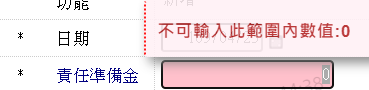 功能 新增
不可輸入此範圍內數值:0
* 日期
* 責任準備金 0